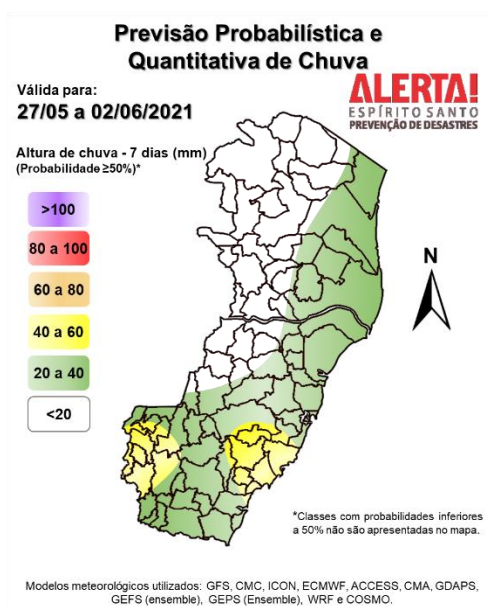 Previsão Probabilística e
Quantitativa de Chuva
Válida para:
27/05 a 02/06/2021
ALERTA!
ESPÍRITO SANTO
PREVENÇÃO DE DESASTRES
Altura de chuva - 7 dias (mm)
(Probabilidade ≥50%)*
>100
80 a 100
60 a 80
40 a 60
20 a 40
<20
N
*Classes com probabilidades inferiores
a 50% não são apresentadas no mapa.
Modelos meteorológicos utilizados: GFS, CMC, ICON, ECMWF, ACCESS, CMA, GDAPS,
GEFS (ensemble), GEPS (Ensemble), WRF e COSMO.